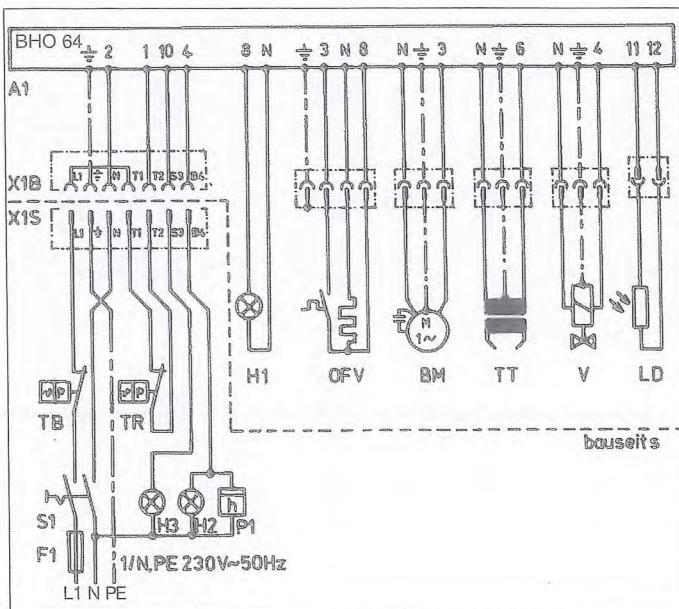 BHO 64
2 1 10 4 8 N 3 N 8 N 3 N 6 N 4 11 12
A1
X1B
L1 N T1 T2 S3 B4
X1S
L1 N T1 T2 S3 B4
M
1~
H1 OFV BM TT V LD
P P
TB TR
bauseits
h
S1 H3 H2 P1
F1 1/N,PE 230V~50Hz
L1 N PE